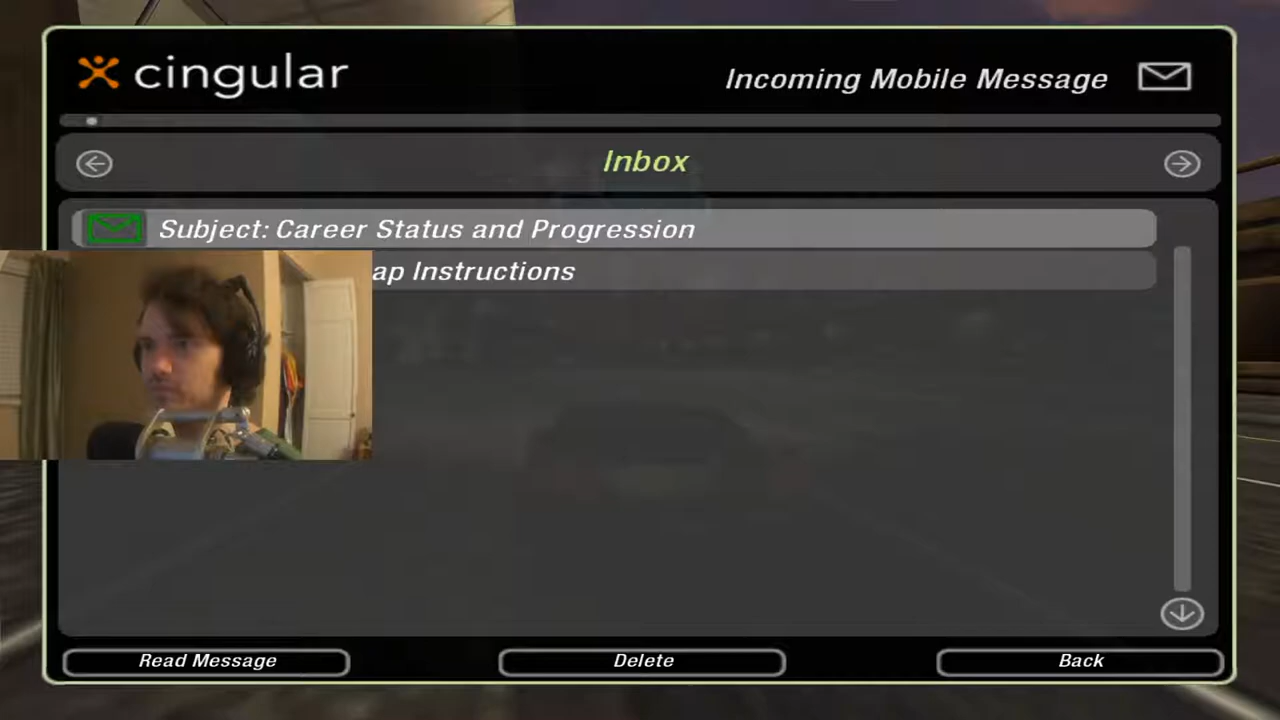 cingular
Incoming Mobile Message
Inbox
Subject: Career Status and Progression
ap Instructions
Read Message
Delete
Back